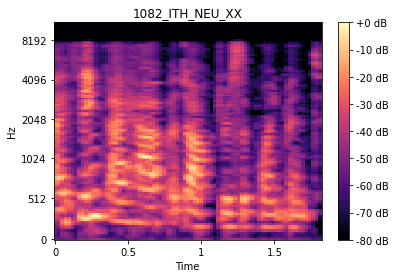 1082_ITH_NEU_XX
+0 dB
8192
-10 dB
4096
-20 dB
-30 dB
2048
Hz
-40 dB
1024
-50 dB
512
-60 dB
-70 dB
0
-80 dB
0
0.5
1
1.5
Time